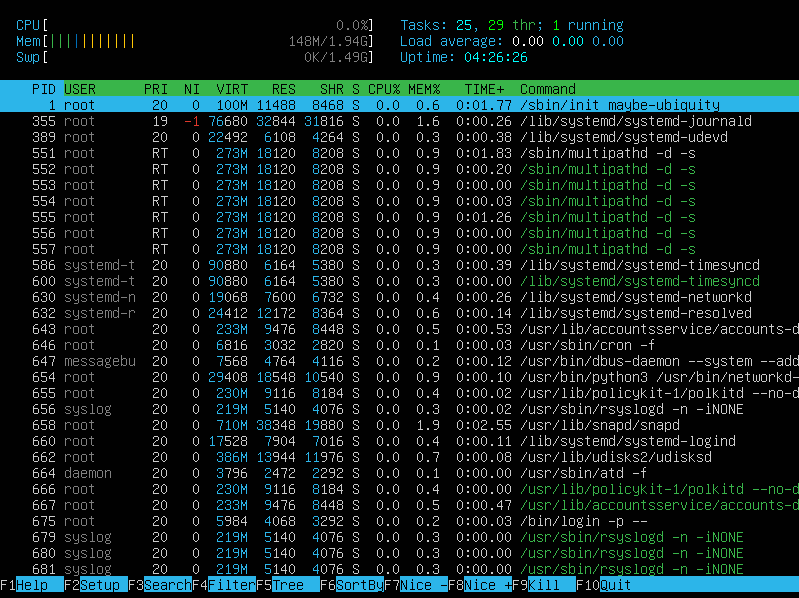 CPU[ 0.0%] Tasks: 25, 29 thr; 1 running
Mem[||||||||||| 148M/1.94G] Load average: 0.00 0.00 0.00
Swp[ 0K/1.49G] Uptime: 04:26:26
PID USER PRI NI VIRT RES SHR S CPU% MEM% TIME+ Command
1 root 20 0 100M 11488 8468 S 0.0 0.6 0:01.77 /sbin/init maybe-ubiquity
355 root 19 -1 76680 32844 31816 S 0.0 1.6 0:00.26 /lib/systemd/systemd-journald
389 root 20 0 22492 6108 4264 S 0.0 0.3 0:00.38 /lib/systemd/systemd-udevd
551 root RT 0 273M 18120 8208 S 0.0 0.9 0:01.83 /sbin/multipathd -d -s
552 root RT 0 273M 18120 8208 S 0.0 0.9 0:00.20 /sbin/multipathd -d -s
553 root RT 0 273M 18120 8208 S 0.0 0.9 0:00.00 /sbin/multipathd -d -s
554 root RT 0 273M 18120 8208 S 0.0 0.9 0:00.03 /sbin/multipathd -d -s
555 root RT 0 273M 18120 8208 S 0.0 0.9 0:01.26 /sbin/multipathd -d -s
556 root RT 0 273M 18120 8208 S 0.0 0.9 0:00.00 /sbin/multipathd -d -s
557 root RT 0 273M 18120 8208 S 0.0 0.9 0:00.00 /sbin/multipathd -d -s
586 systemd-t 20 0 90880 6164 5380 S 0.0 0.3 0:00.39 /lib/systemd/systemd-timesyncd
600 systemd-t 20 0 90880 6164 5380 S 0.0 0.3 0:00.00 /lib/systemd/systemd-timesyncd
630 systemd-n 20 0 19068 7600 6732 S 0.0 0.4 0:00.26 /lib/systemd/systemd-networkd
632 systemd-r 20 0 24412 12172 8364 S 0.0 0.6 0:00.14 /lib/systemd/systemd-resolved
643 root 20 0 233M 9476 8448 S 0.0 0.5 0:00.53 /usr/lib/accountsservice/accounts-d
646 root 20 0 6816 3032 2820 S 0.0 0.1 0:00.03 /usr/sbin/cron -f
647 messagebu 20 0 7568 4764 4116 S 0.0 0.2 0:00.12 /usr/bin/dbus-daemon --system --add
654 root 20 0 29408 18548 10540 S 0.0 0.9 0:00.10 /usr/bin/python3 /usr/bin/networkd-
655 root 20 0 230M 9116 8184 S 0.0 0.4 0:00.02 /usr/lib/policykit-1/polkitd --no-d
656 syslog 20 0 219M 5140 4076 S 0.0 0.3 0:00.02 /usr/sbin/rsyslogd -n -iNONE
658 root 20 0 710M 38348 19880 S 0.0 1.9 0:02.55 /usr/lib/snapd/snapd
660 root 20 0 17528 7904 7016 S 0.0 0.4 0:00.11 /lib/systemd/systemd-logind
662 root 20 0 386M 13944 11976 S 0.0 0.7 0:00.08 /usr/lib/udisks2/udisksd
664 daemon 20 0 3796 2472 2292 S 0.0 0.1 0:00.00 /usr/sbin/atd -f
666 root 20 0 230M 9116 8184 S 0.0 0.4 0:00.00 /usr/lib/policykit-1/polkitd --no-d
667 root 20 0 233M 9476 8448 S 0.0 0.5 0:00.47 /usr/lib/accountsservice/accounts-d
675 root 20 0 5984 4068 3292 S 0.0 0.2 0:00.03 /bin/login -p --
679 syslog 20 0 219M 5140 4076 S 0.0 0.3 0:00.00 /usr/sbin/rsyslogd -n -iNONE
680 syslog 20 0 219M 5140 4076 S 0.0 0.3 0:00.00 /usr/sbin/rsyslogd -n -iNONE
681 syslog 20 0 219M 5140 4076 S 0.0 0.3 0:00.00 /usr/sbin/rsyslogd -n -iNONE
F1Help F2Setup F3SearchF4FilterF5Tree F6SortByF7Nice -F8Nice +F9Kill F10Quit